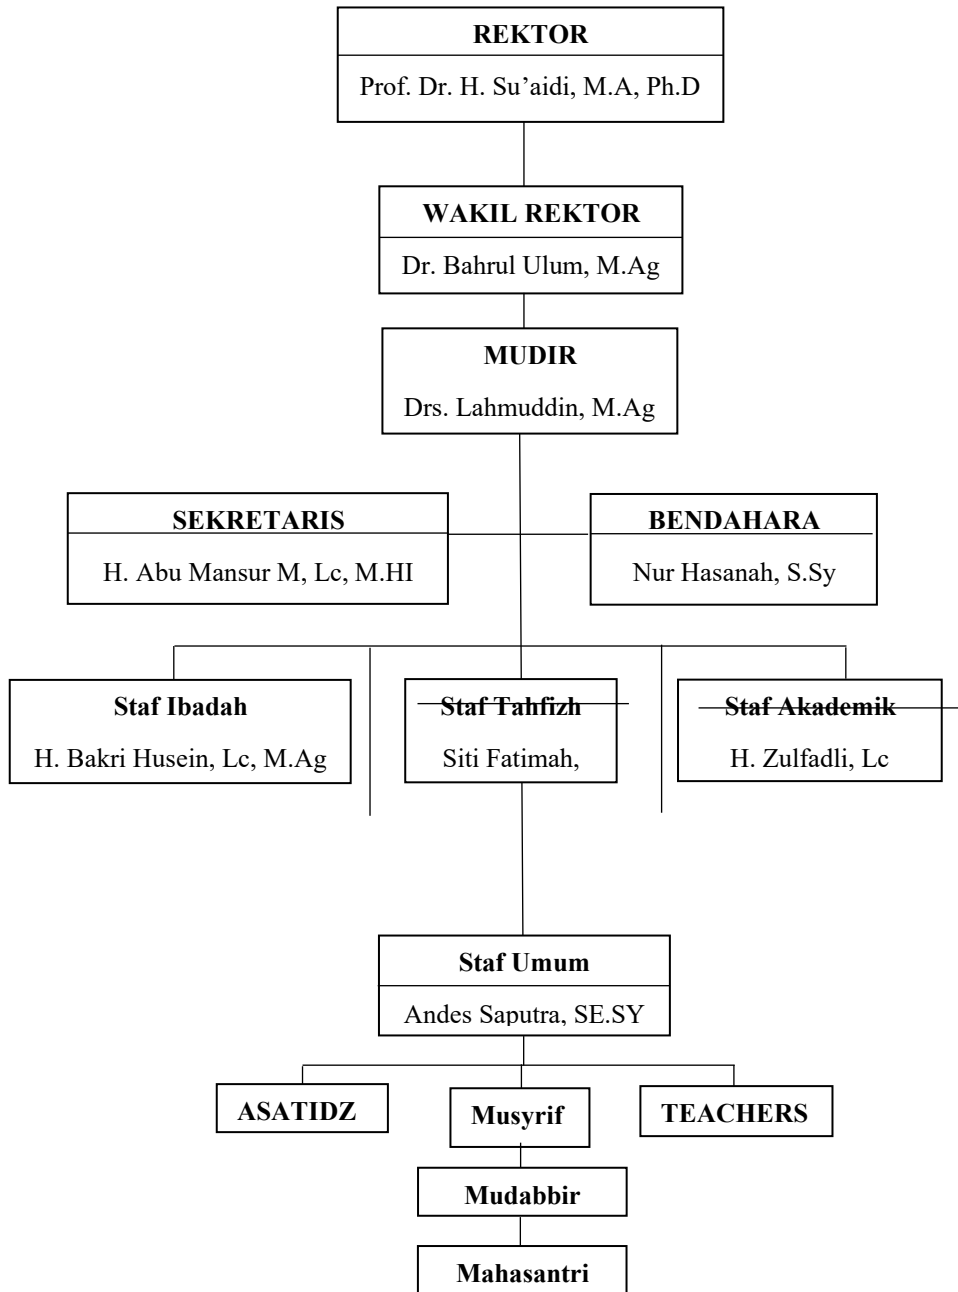 REKTOR
Prof. Dr. H. Su’aidi, M.A, Ph.D
WAKIL REKTOR
Dr. Bahrul Ulum, M.Ag
MUDIR
Drs. Lahmuddin, M.Ag
SEKRETARIS
H. Abu Mansur M, Lc, M.HI
BENDAHARA
Nur Hasanah, S.Sy
Staf Ibadah
H. Bakri Husein, Lc, M.Ag
Staf Tahfizh
Siti Fatimah,
Staf Akademik
H. Zulfadli, Lc
Staf Umum
Andes Saputra, SE.SY
ASATIDZ
Musyrif
TEACHERS
Mudabbir
Mahasantri